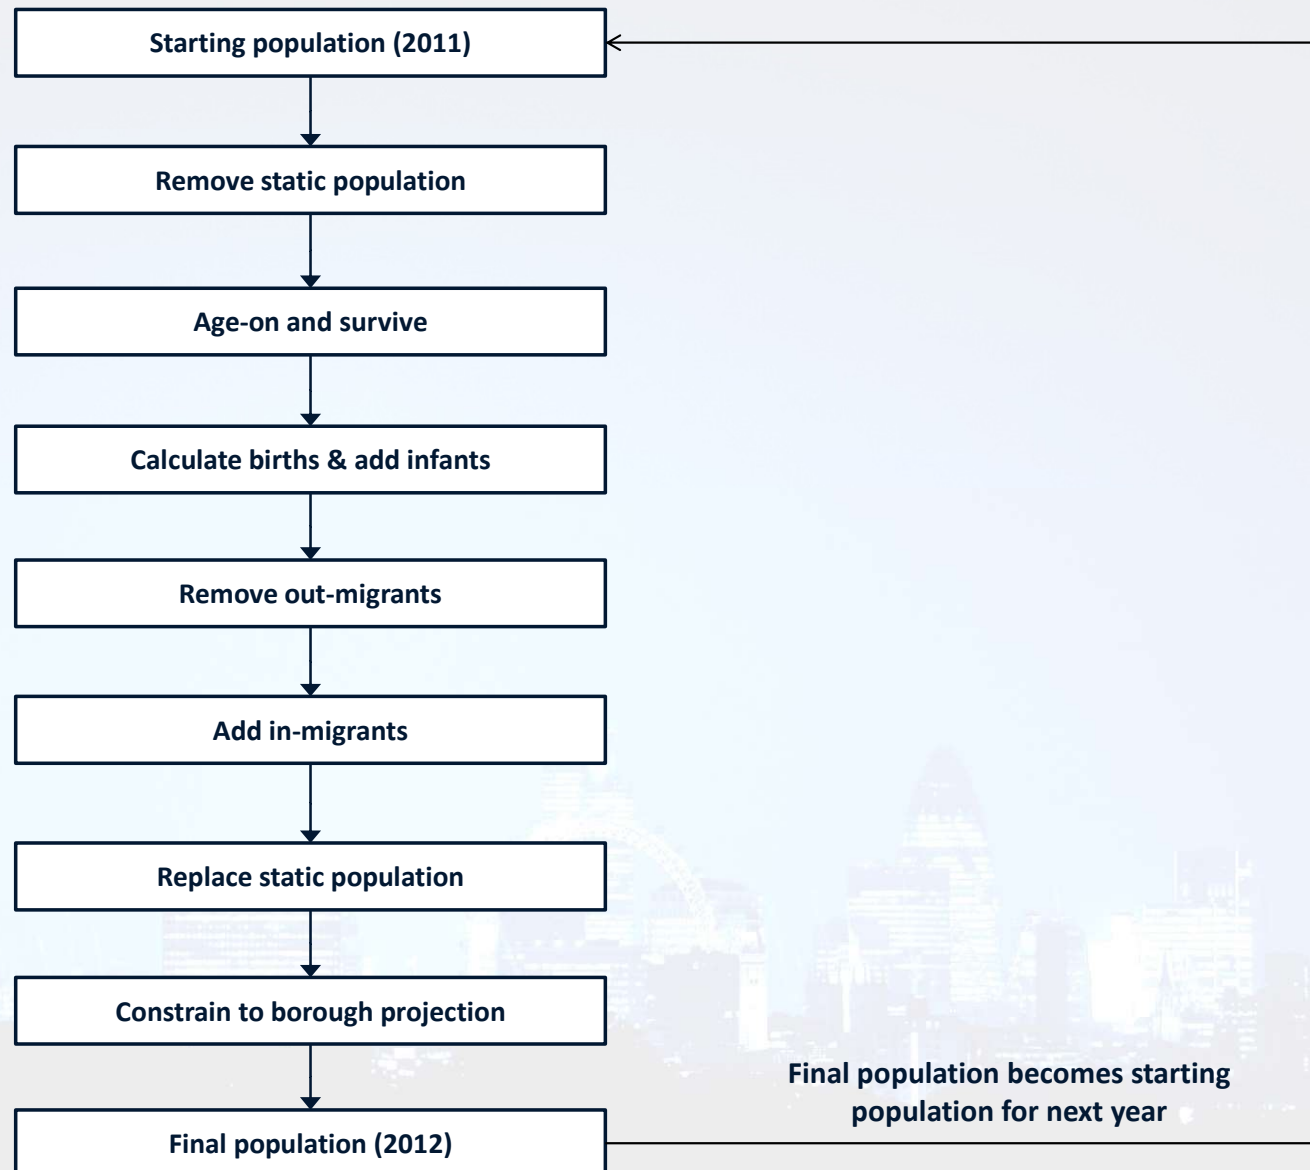 Starting population (2011)
Remove static population
Age-on and survive
Calculate births & add infants
Remove out-migrants
Add in-migrants
Replace static population
Constrain to borough projection
Final population becomes starting
population for next year
Final population (2012)